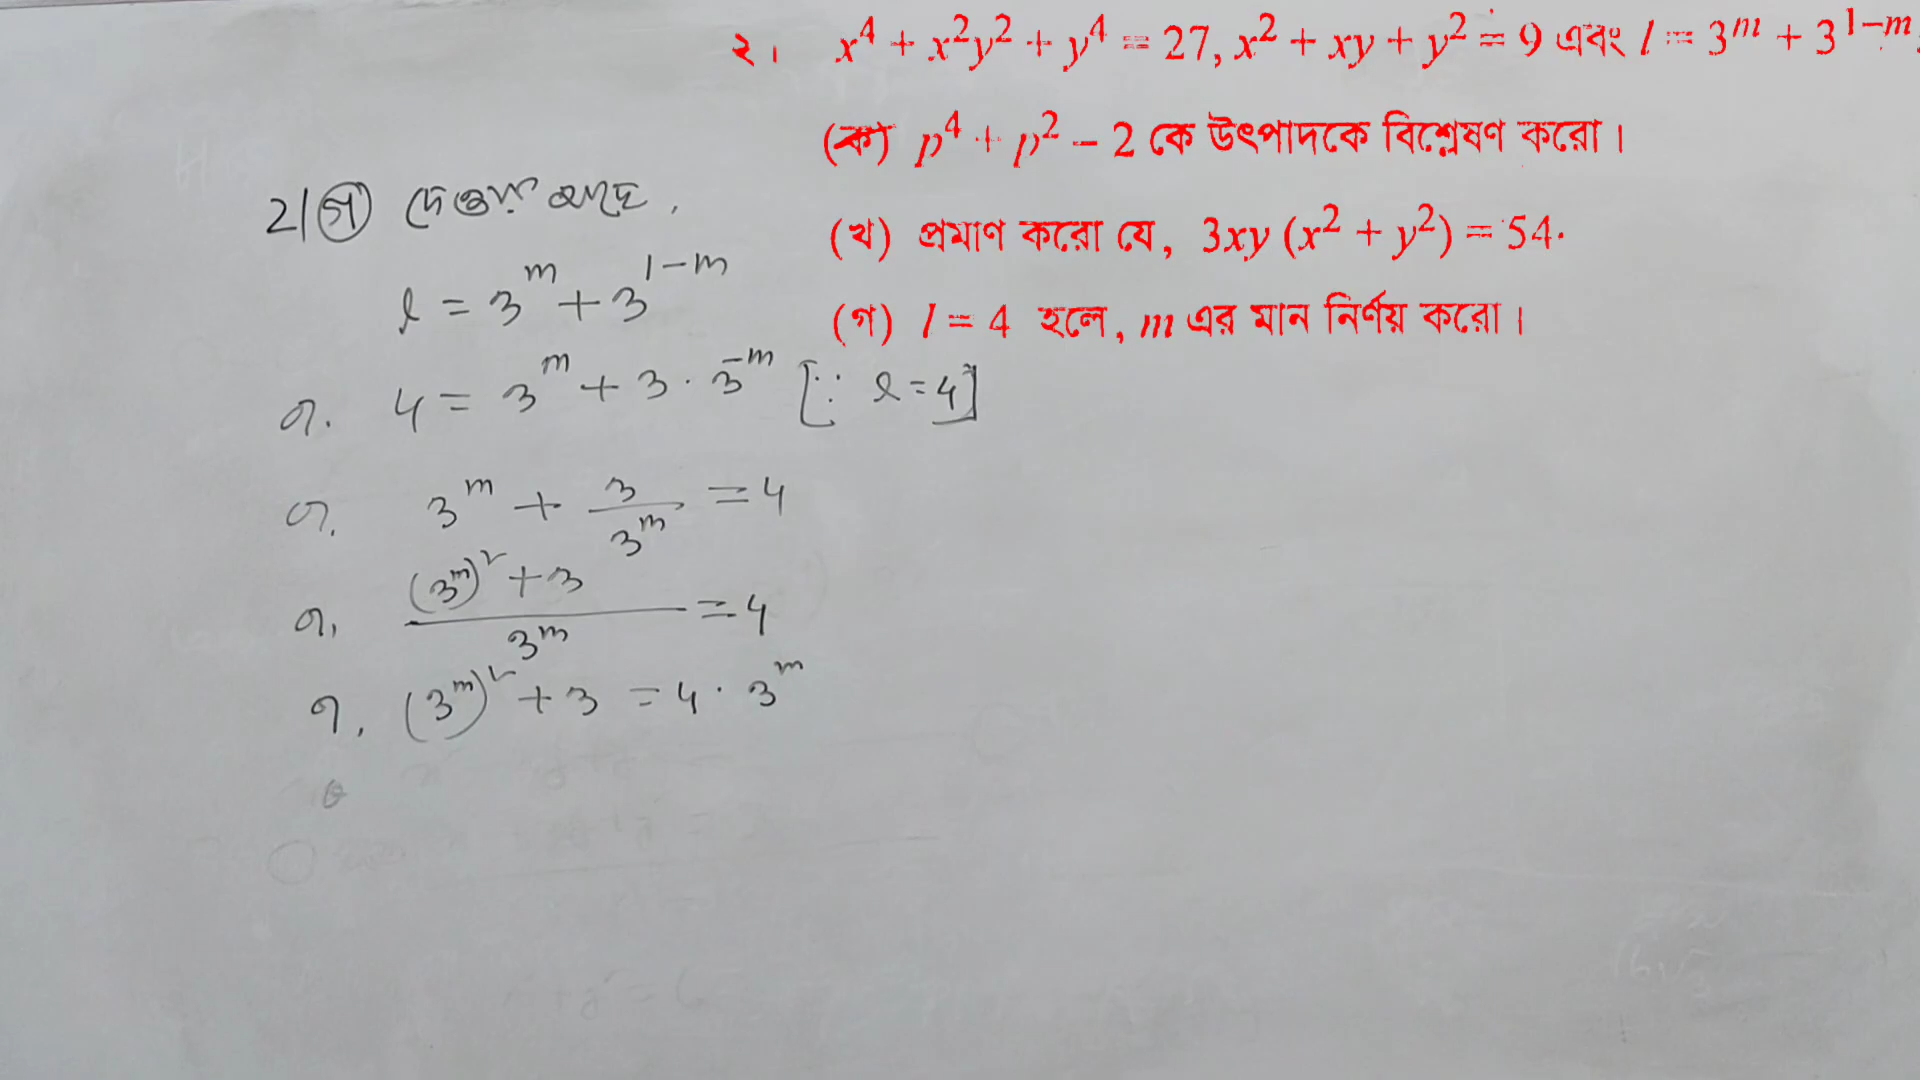 ২। x⁴ + x²y² + y⁴ = 27, x² + xy + y² = 9 এবং l = 3ᵐ + 3¹⁻ᵐ
(ক) p⁴ + p² − 2 কে উৎপাদকে বিশ্লেষণ করো।
(খ) প্রমাণ করো যে, 3xy (x² + y²) = 54.
(গ) l = 4 হলে, m এর মান নির্ণয় করো।
2| (গ) দেওয়া আছে,
l = 3ᵐ + 3¹⁻ᵐ
বা. 4 = 3ᵐ + 3 · 3⁻ᵐ [∵ l = 4]
বা, 3ᵐ + 3/3ᵐ = 4
বা, ((3ᵐ)² + 3)/3ᵐ = 4
বা, (3ᵐ)² + 3 = 4 · 3ᵐ